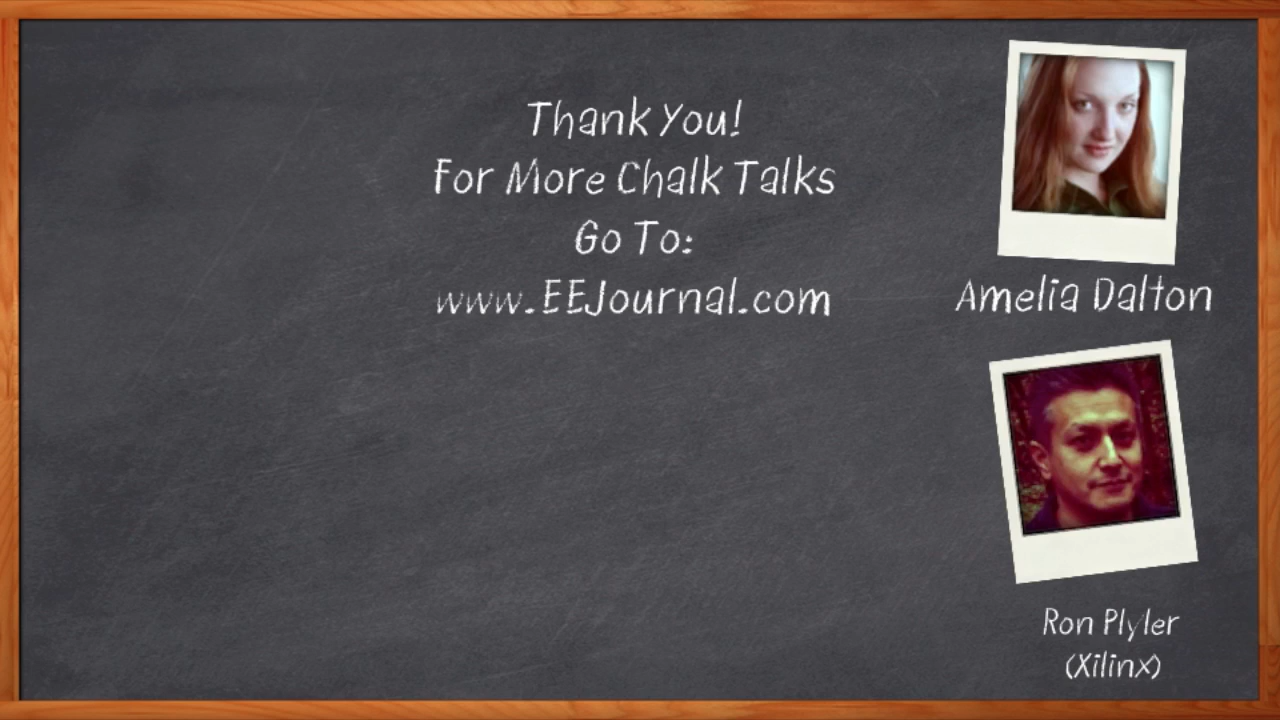 Thank You!
For More Chalk Talks
Go To:
www.EEJournal.com
Amelia Dalton
Ron Plyler
(Xilinx)